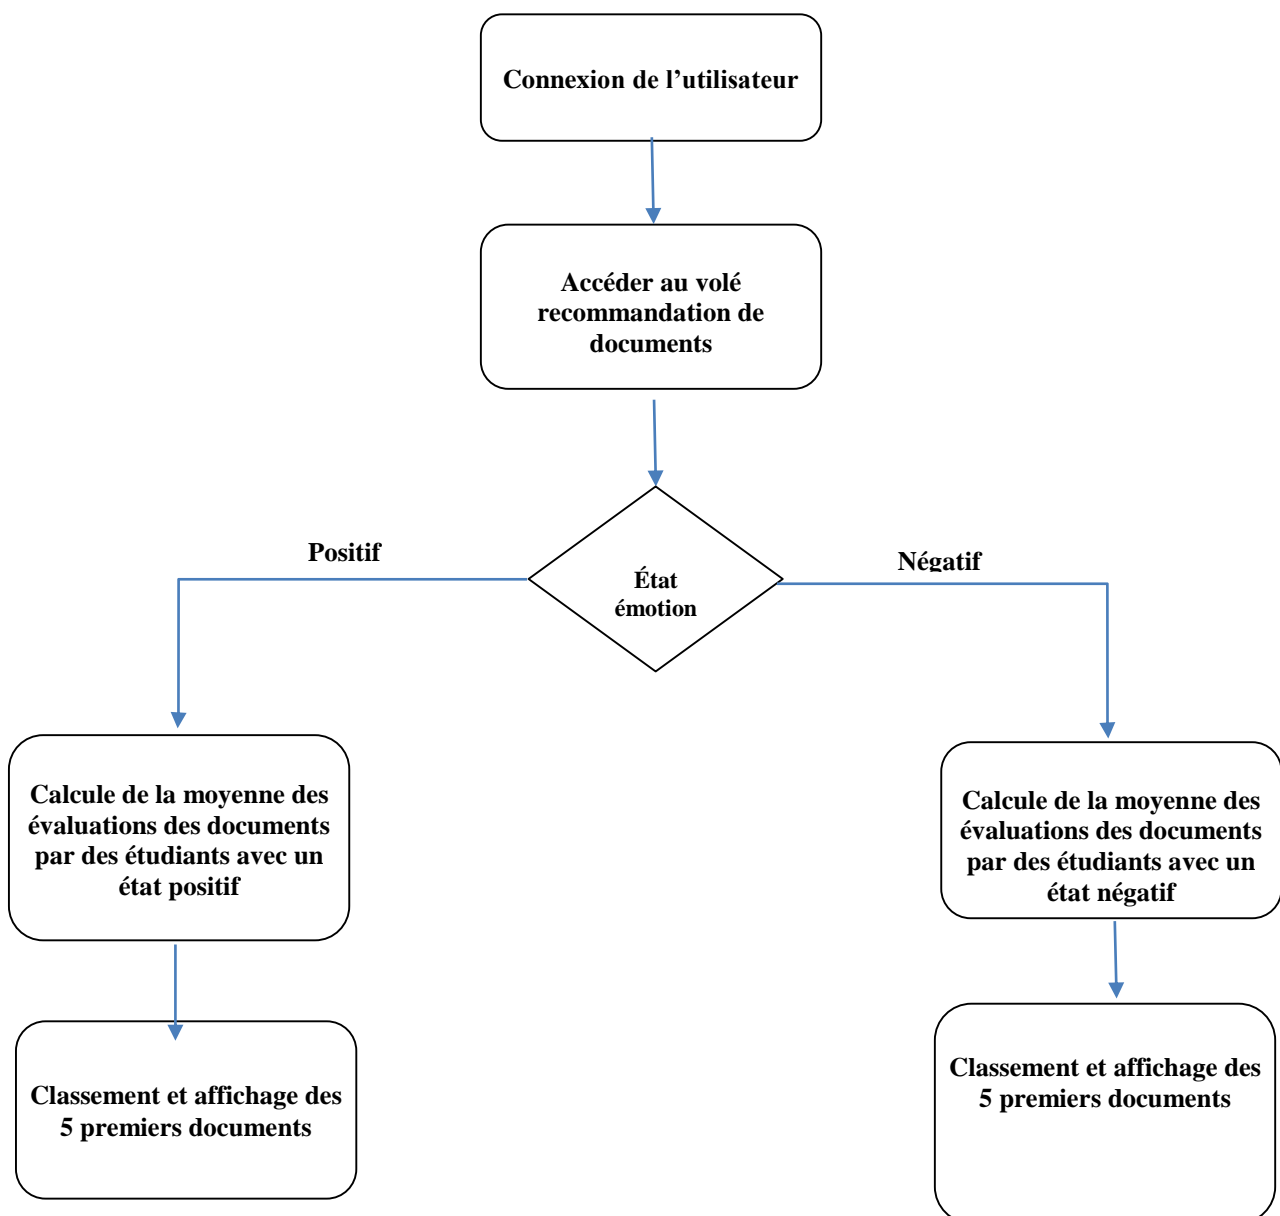 Connexion de l’utilisateur
Accéder au volé
recommandation de
documents
Positif
Négatif
État
émotion
Calcule de la moyenne des
évaluations des documents
par des étudiants avec un
état positif
Calcule de la moyenne des
évaluations des documents
par des étudiants avec un
état négatif
Classement et affichage des
5 premiers documents
Classement et affichage des
5 premiers documents